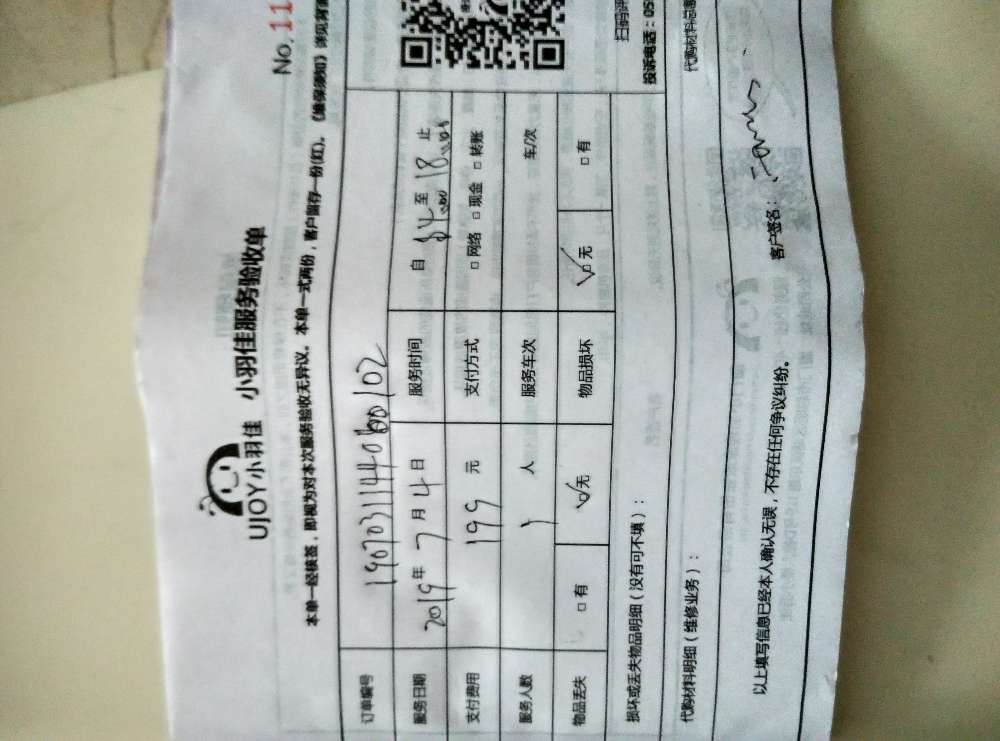 No.11
UJOY小羽佳 小羽佳服务验收单
本单一经核签，即视为对本次服务验收无异议。本单一式两份，客户留存一份(红)。
订单编号
服务日期 2019年7月4日 服务时间 自 至 18 止
支付费用 199元 支付方式 □网络 □现金 □转账
服务人数 人 服务车次 车/次
物品丢失 □有 □无 物品损坏 □无 □有
损坏或丢失物品明细（没有可不填）：
扫码评
投诉电话：05
代购材料明细（维修业务）：
以上填写信息已经本人确认无误，不存在任何争议纠纷。 客户签名：